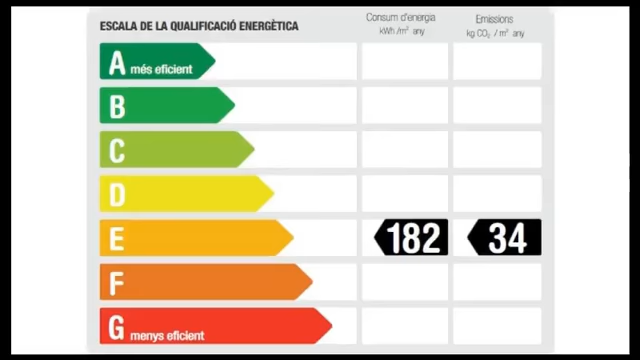 ESCALA DE LA QUALIFICACIÓ ENERGÈTICA
Consum d'energia
kWh /m² any
Emissions
kg CO₂ / m² any
A més eficient
B
C
D
E 182 34
F
G menys eficient